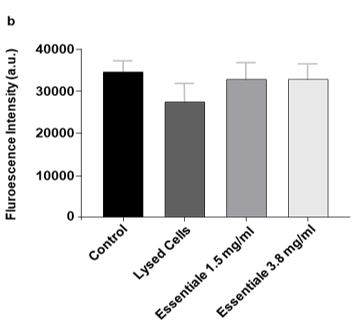 b
Fluroescence Intensity (a.u.)
40000
30000
20000
10000
0
Control
Lysed Cells
Essentiale 1.5 mg/ml
Essentiale 3.8 mg/ml